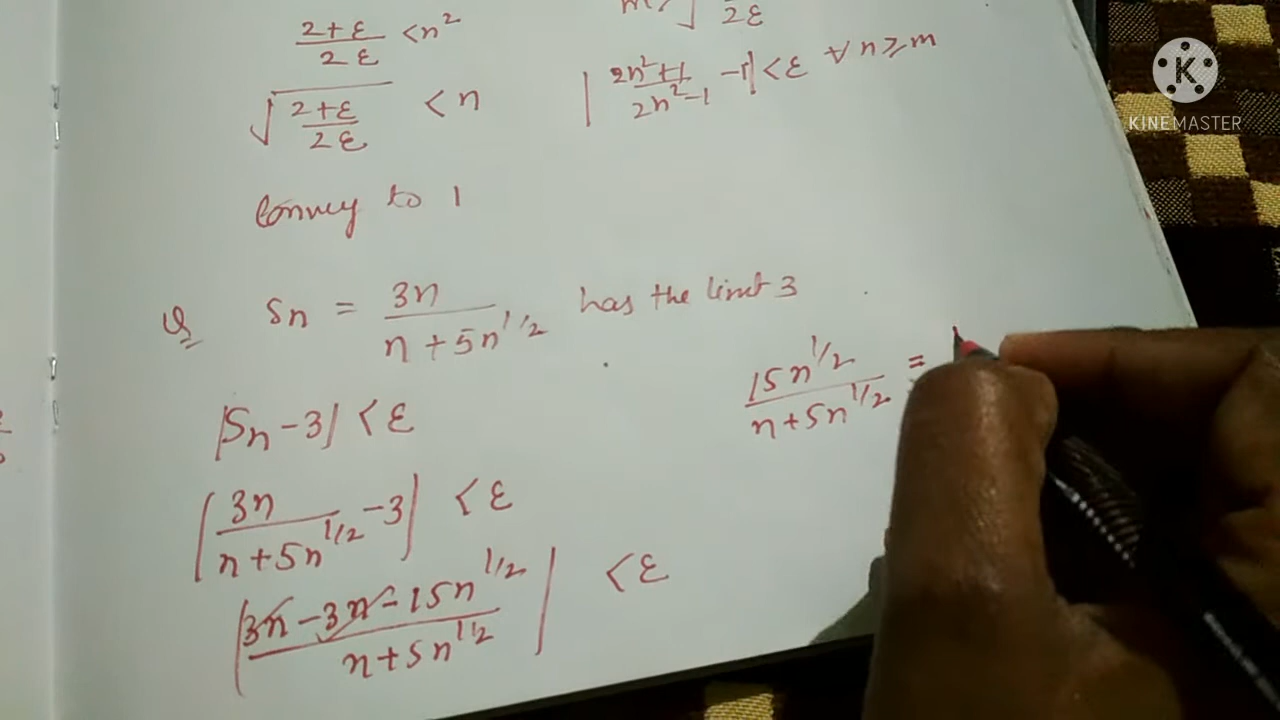 2+ε/2ε < n²
m > √ /2ε
√(2+ε/2ε) < n
| 2n²+1/2n²-1 -1| < ε ∀ n ≥ m
to 1
Sn = 3n/n+5n^1/2 has the limit 3
|Sn - 3| < ε
15n^1/2/n+5n^1/2 =
|3n/n+5n^1/2 - 3| < ε
|3n - 3n - 15n^1/2/n+5n^1/2| < ε
K
KINEMASTER